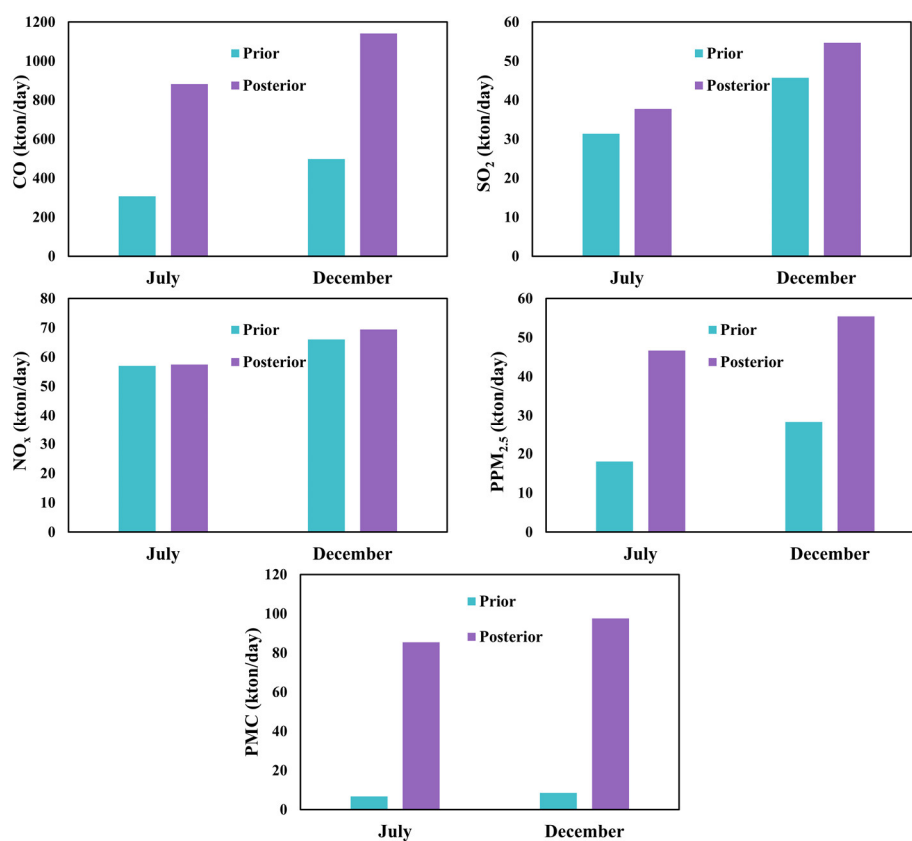 CO (kton/day)
1200
1000
800
600
400
200
0
Prior
Posterior
July
December
SO₂ (kton/day)
60
50
40
30
20
10
0
Prior
Posterior
July
December
NOₓ (kton/day)
80
70
60
50
40
30
20
10
0
Prior
Posterior
July
December
PPM₂.₅ (kton/day)
60
50
40
30
20
10
0
Prior
Posterior
July
December
PMC (kton/day)
120
100
80
60
40
20
0
Prior
Posterior
July
December